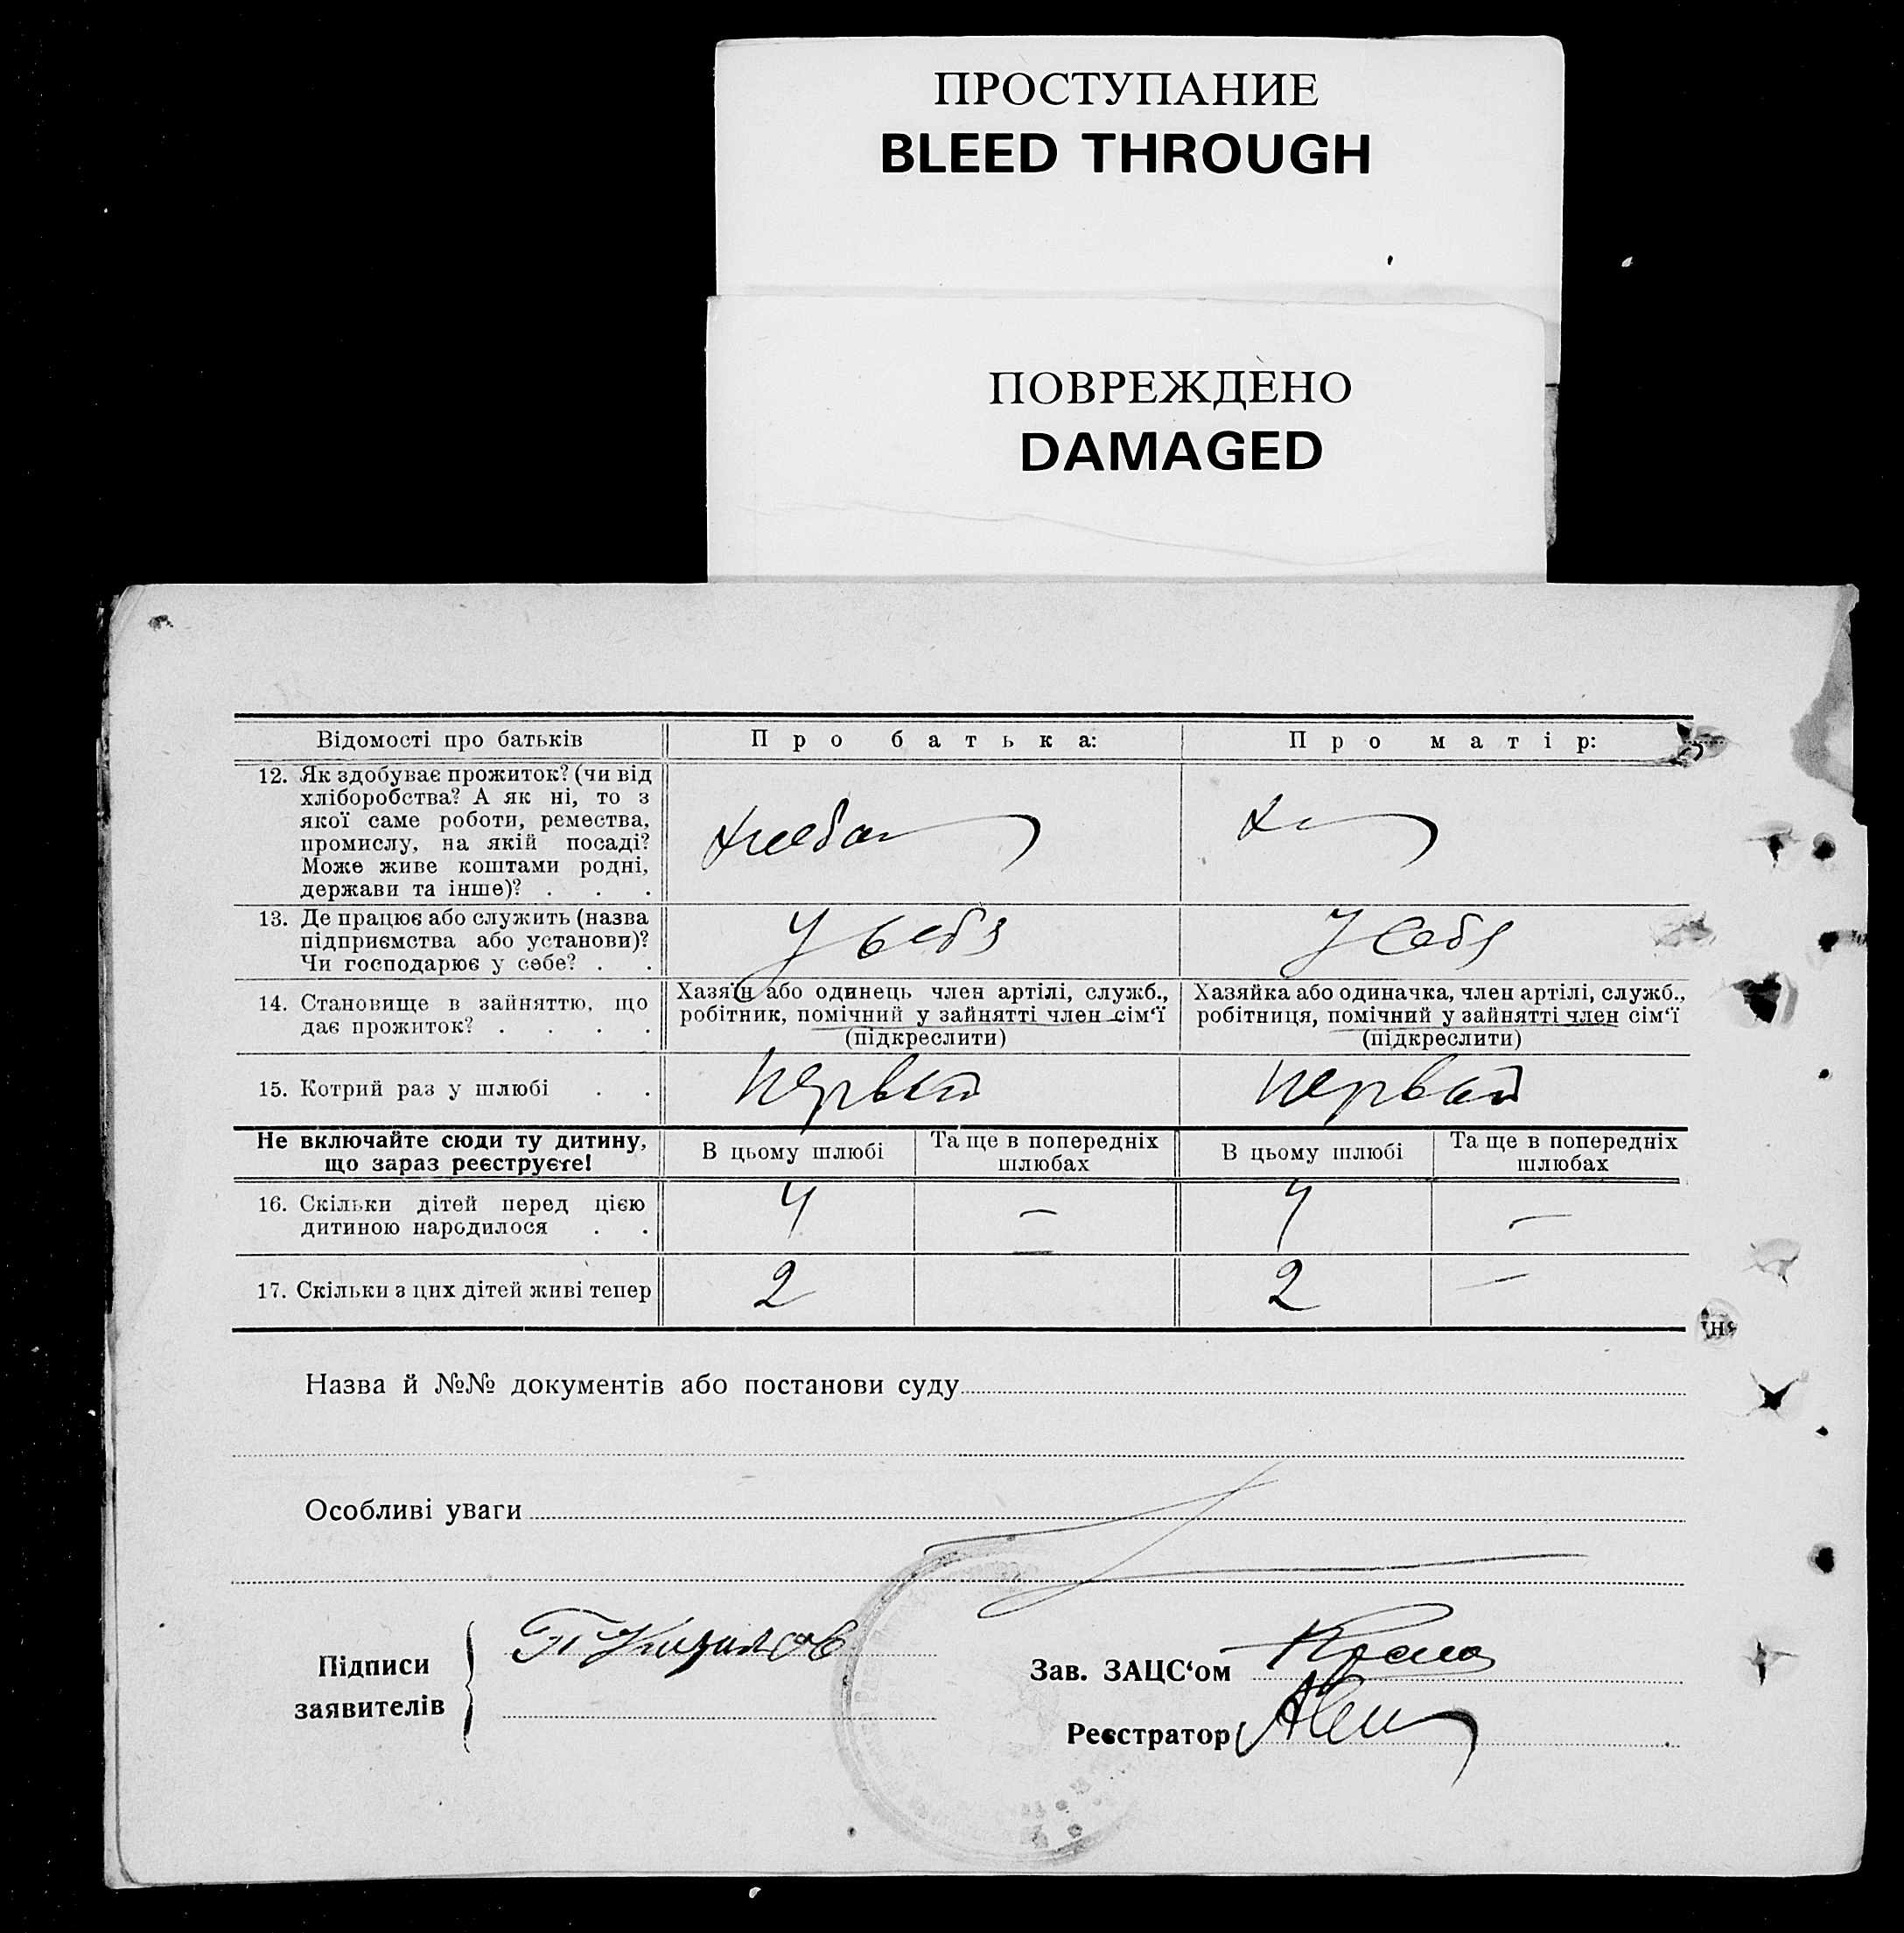 ПРОСТУПАНИЕ
BLEED THROUGH
ПОВРЕЖДЕНО
DAMAGED
Відомості про батьків
Про батька:
Про матір:
12. Як здобуває прожиток? (чи від
хліборобства? А як ні, то з
якої саме роботи, ремества,
промислу, на якій посаді?
Може живе коштами родні,
держави та інше)? . . .
13. Де працює або служить (назва
підприємства або установи)?
Чи господарює у себе? . .
У себя
У себя
14. Становище в зайняттю, що
дає прожиток? . . . .
Хазяїн або одинець член артілі, служб.,
робітник, помічний у зайнятті член сім‘ї
(підкреслити)
Хазяйка або одиначка, член артілі, служб.,
робітниця, помічний у зайнятті член сім‘ї
(підкреслити)
15. Котрий раз у шлюбі . .
первый
первый
Не включайте сюди ту дитину,
що зараз реєструєте!
В цьому шлюбі
Та ще в попередніх
шлюбах
В цьому шлюбі
Та ще в попередніх
шлюбах
16. Скільки дітей перед цією
дитиною народилося . .
4 — 4 —
17. Скільки з цих дітей живі тепер
2 2 —
Назва й №№ документів або постанови суду
Особливі уваги
Підписи
заявителів
Зав. ЗАЦС‘ом
Реєстратор